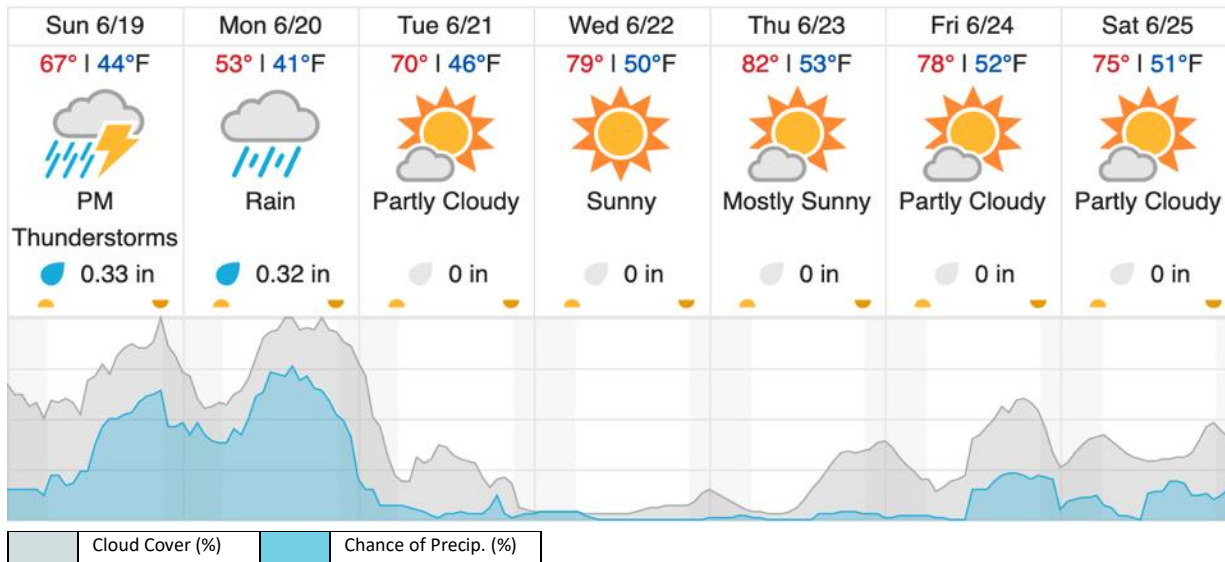 Sun 6/19
Mon 6/20
Tue 6/21
Wed 6/22
Thu 6/23
Fri 6/24
Sat 6/25
67° | 44°F
53° | 41°F
70° | 46°F
79° | 50°F
82° | 53°F
78° | 52°F
75° | 51°F
PM
Thunderstorms
Rain
Partly Cloudy
Sunny
Mostly Sunny
Partly Cloudy
Partly Cloudy
0.33 in
0.32 in
0 in
0 in
0 in
0 in
0 in
Cloud Cover (%)
Chance of Precip. (%)